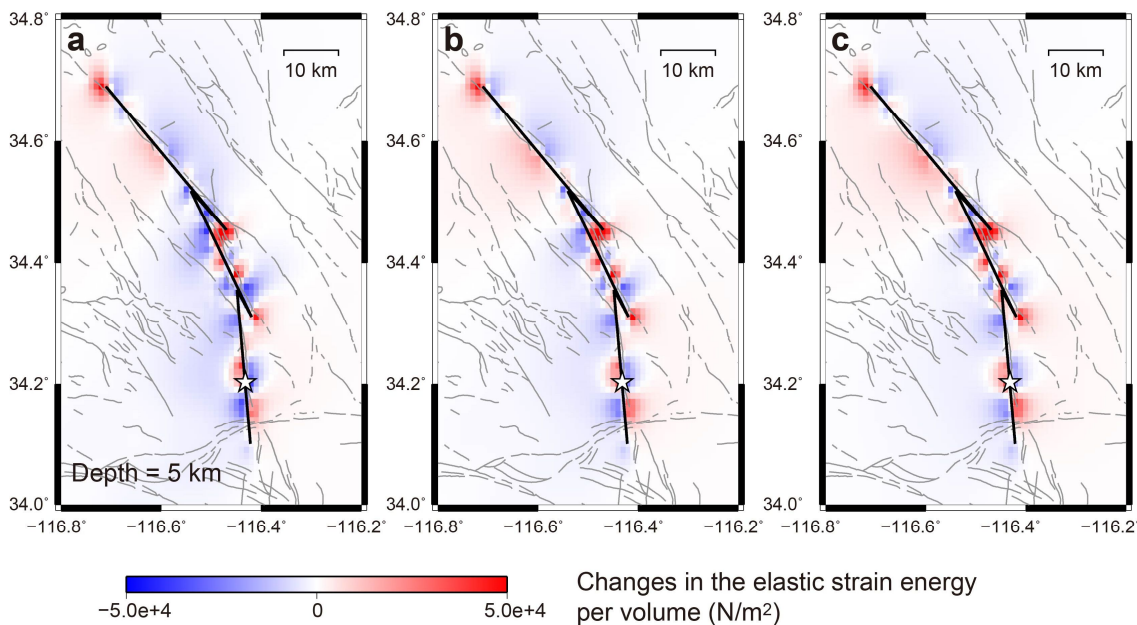 a
b
c
10 km
10 km
10 km
34.8˚
34.6˚
34.4˚
34.2˚
34.0˚
34.8˚
34.6˚
34.4˚
34.2˚
34.0˚
34.8˚
34.6˚
34.4˚
34.2˚
34.0˚
Depth = 5 km
−116.8˚ −116.6˚ −116.4˚ −116.2˚
−116.8˚ −116.6˚ −116.4˚ −116.2˚
−116.8˚ −116.6˚ −116.4˚ −116.2˚
−5.0e+4 0 5.0e+4
Changes in the elastic strain energy
per volume (N/m²)